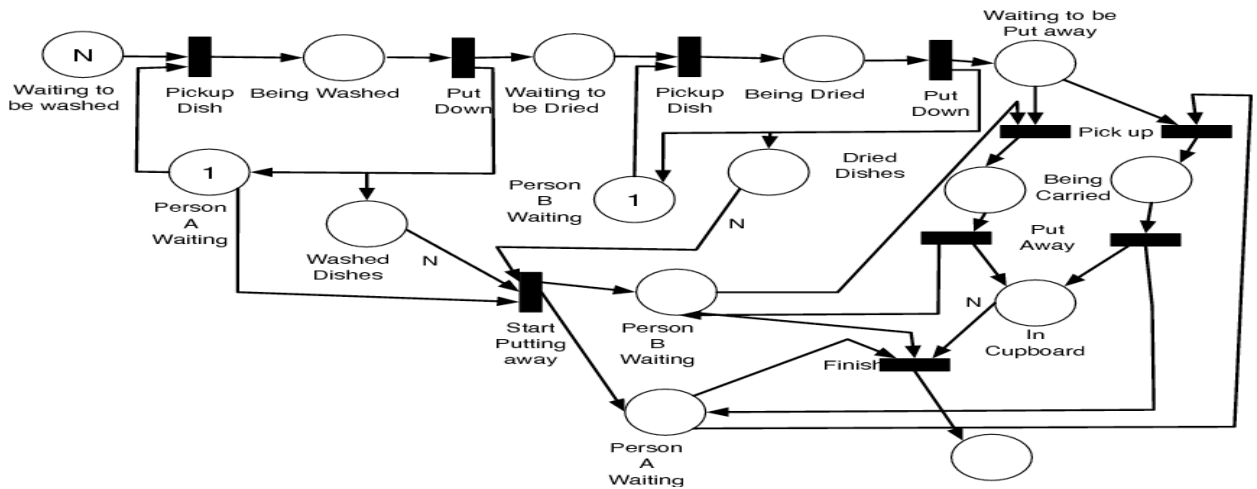 Waiting to be
Put away
N
Waiting to
be washed
Pickup
Dish
Being Washed
Put
Down
Waiting to
be Dried
Pickup
Dish
Being Dried
Put
Down
Pick up
1
Person
A
Waiting
Washed
Dishes
N
Person
B
Waiting
1
Dried
Dishes
N
Being
Carried
Put
Away
Start
Putting
away
Person
B
Waiting
N
In
Cupboard
Finish
Person
A
Waiting